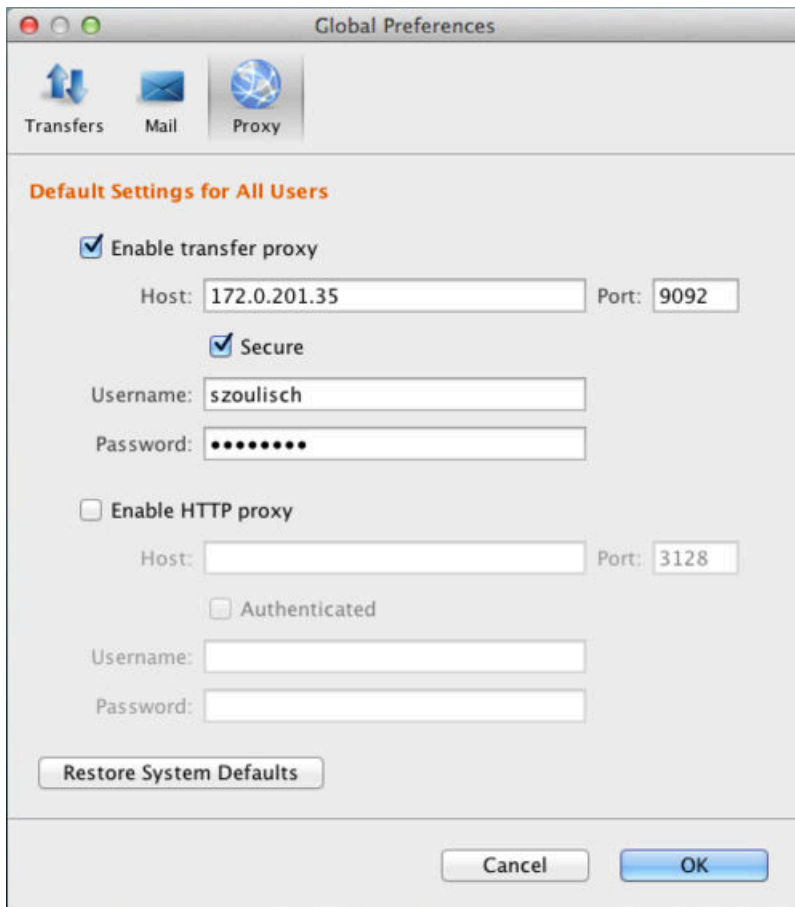 Global Preferences
Transfers Mail Proxy
Default Settings for All Users
Enable transfer proxy
Host: 172.0.201.35 Port: 9092
Secure
Username: szoulisch
Password: ••••••••
Enable HTTP proxy
Host: Port: 3128
Authenticated
Username:
Password:
Restore System Defaults
Cancel OK